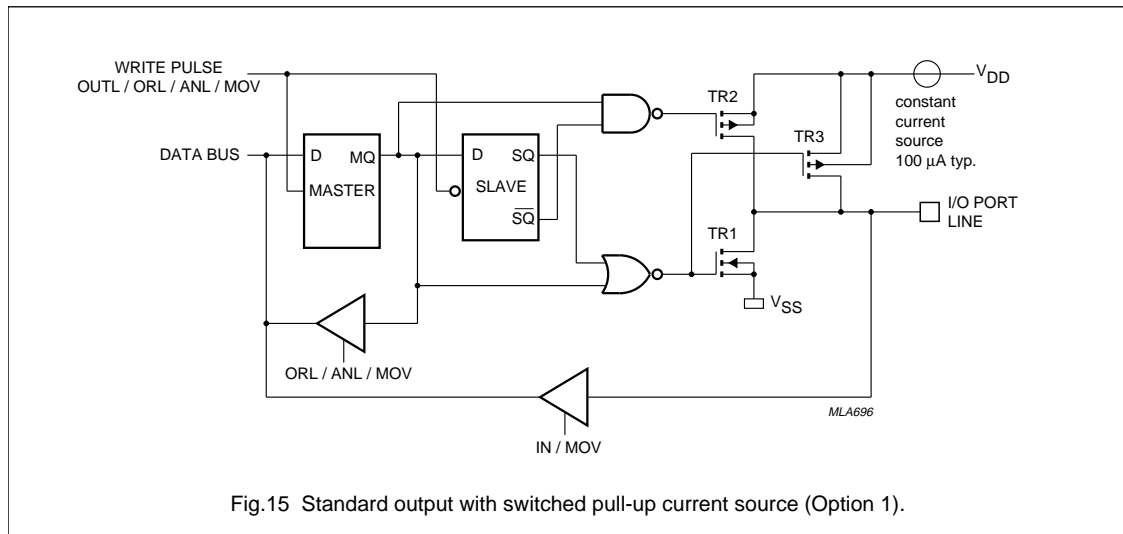 WRITE PULSE
OUTL / ORL / ANL / MOV
DATA BUS
D
MQ
MASTER
D
SQ
SLAVE
SQ
TR2
TR3
TR1
VDD
constant
current
source
100 µA typ.
I/O PORT
LINE
VSS
ORL / ANL / MOV
IN / MOV
MLA696
Fig.15 Standard output with switched pull-up current source (Option 1).